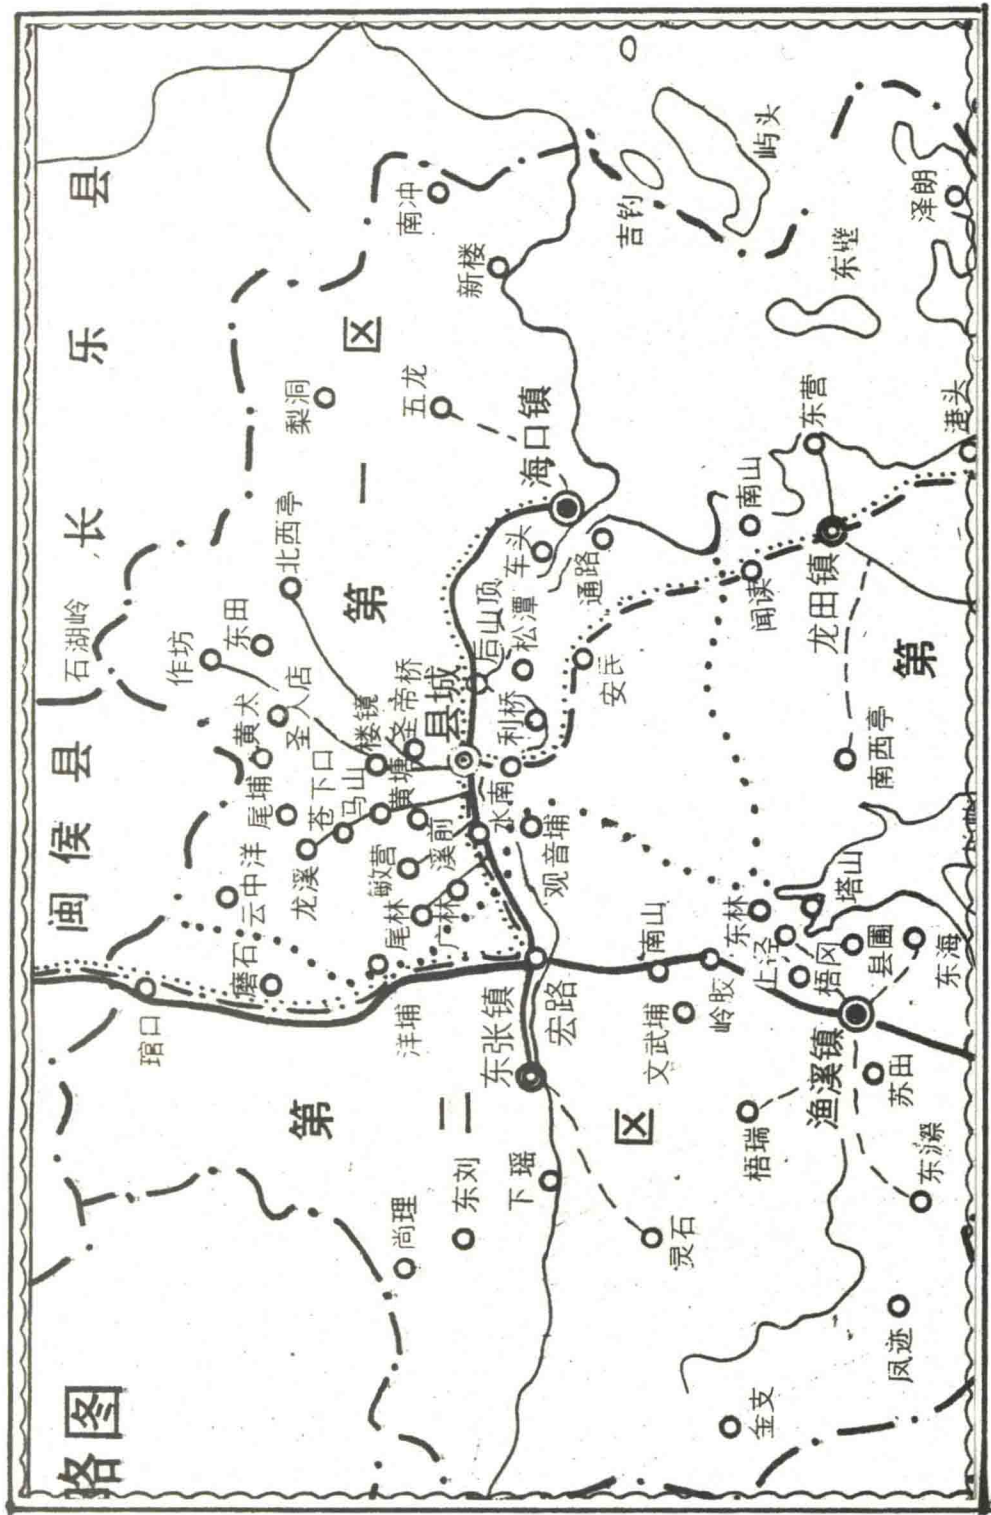 略图
闽侯县
长乐县
石湖岭
作坊
东田
北西亭
梨洞
第一区
五龙
南冲
新楼
吉钓
屿头
东壁
泽朗
海口镇
车头
通路
后山顶
松潭
利桥
安民
县城
圣帝桥
楼镜
圣人店
黄犬
尾埔
苍下口
马山
黄塘
龙溪
云中洋
敏营
溪前
水南
观音埔
尾林
广林
磨石
琯口
洋埔
东张镇
宏路
第二区
尚理
东刘
下瑶
灵石
南山
文武埔
岭胶
东林
上迳
梧冈
塔山
县圃
东海
渔溪镇
苏田
梧瑞
东漈
凤迹
金支
南山
闻读
龙田镇
东营
港头
南西亭
第